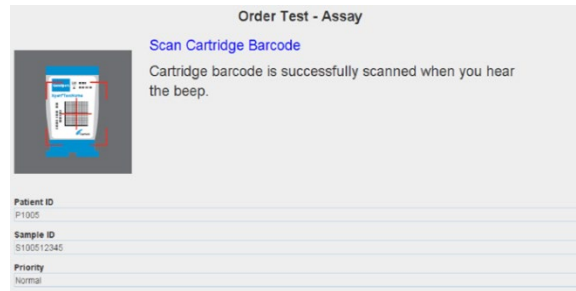 Order Test - Assay
Scan Cartridge Barcode
Cartridge barcode is successfully scanned when you hear
the beep.
Patient ID
P1005
Sample ID
S100512345
Priority
Normal